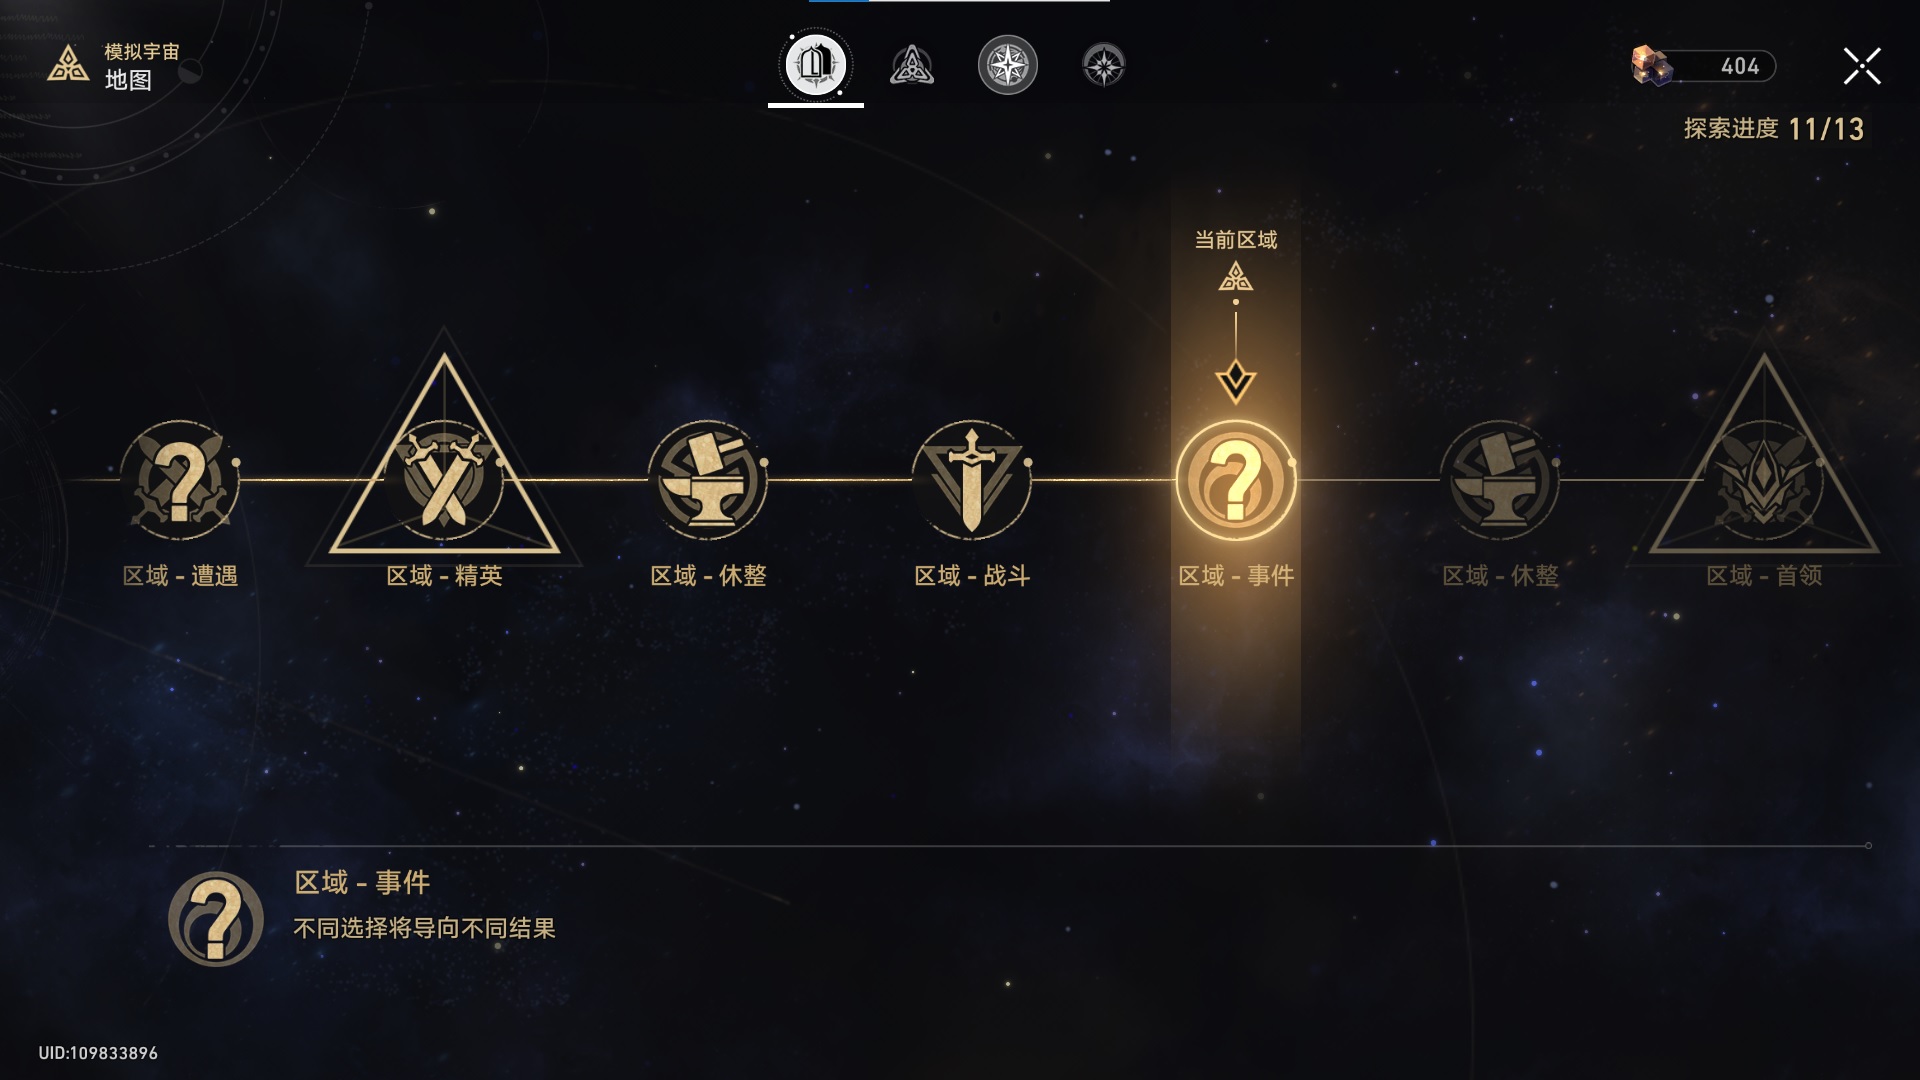 模拟宇宙
地图
404
探索进度 11/13
当前区域
区域 - 遭遇
区域 - 精英
区域 - 休整
区域 - 战斗
区域 - 事件
区域 - 休整
区域 - 首领
区域 - 事件
不同选择将导向不同结果
UID:109833896